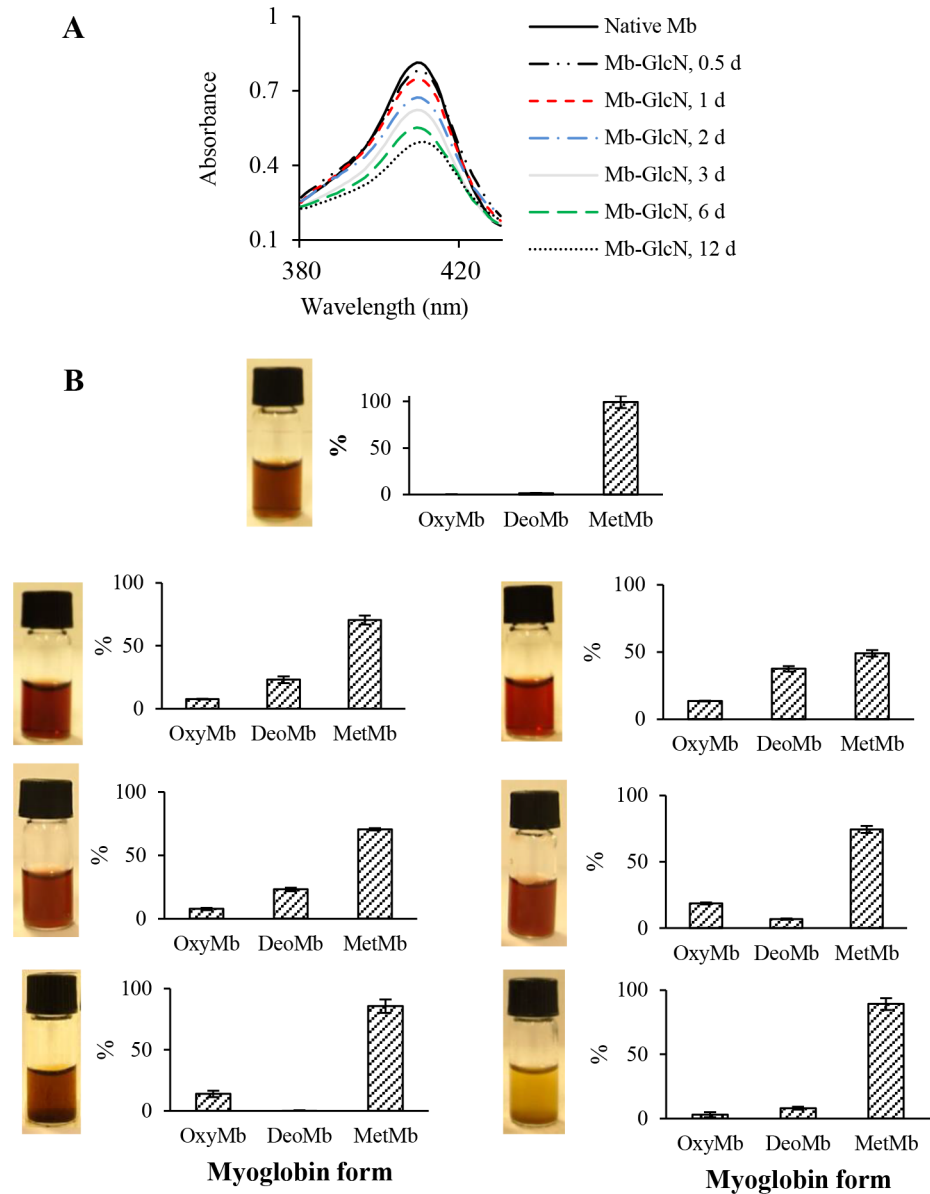 A
1
0.7
0.4
0.1
Absorbance
380
420
Wavelength (nm)
Native Mb
Mb-GlcN, 0.5 d
Mb-GlcN, 1 d
Mb-GlcN, 2 d
Mb-GlcN, 3 d
Mb-GlcN, 6 d
Mb-GlcN, 12 d
B
100
50
0
%
OxyMb DeoMb MetMb
100
50
0
%
OxyMb DeoMb MetMb
100
50
0
%
OxyMb DeoMb MetMb
100
50
0
%
OxyMb DeoMb MetMb
100
50
0
%
OxyMb DeoMb MetMb
100
50
0
%
OxyMb DeoMb MetMb
Myoglobin form
100
50
0
%
OxyMb DeoMb MetMb
Myoglobin form